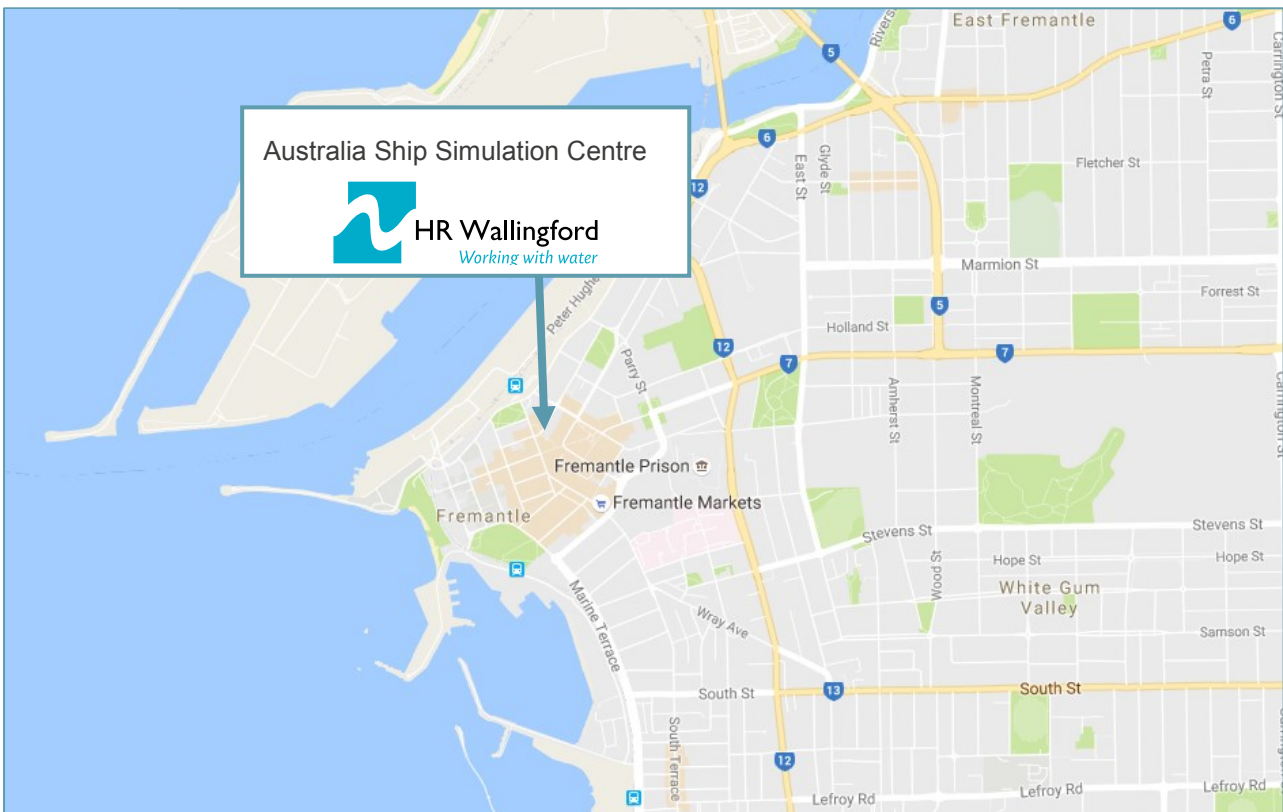 East Fremantle
6
5
Rivers
Carrington St
Petra St
Australia Ship Simulation Centre
HR Wallingford
Working with water
6
East St
Glyde St
Fletcher St
12
Marmion St
Peter Hughe
Forrest St
5
Holland St
12
7
7
Parry St
Amherst St
Montreal St
Carrington St
Fremantle Prison
Fremantle Markets
Fremantle
Stevens St
Stevens St
Hope St
Hope St
Wood St
White Gum
Valley
Marine Terrace
Wray Ave
Samson St
South St
13
South St
South Terrace
12
Lefroy Rd
Lefroy Rd
Lefroy Rd